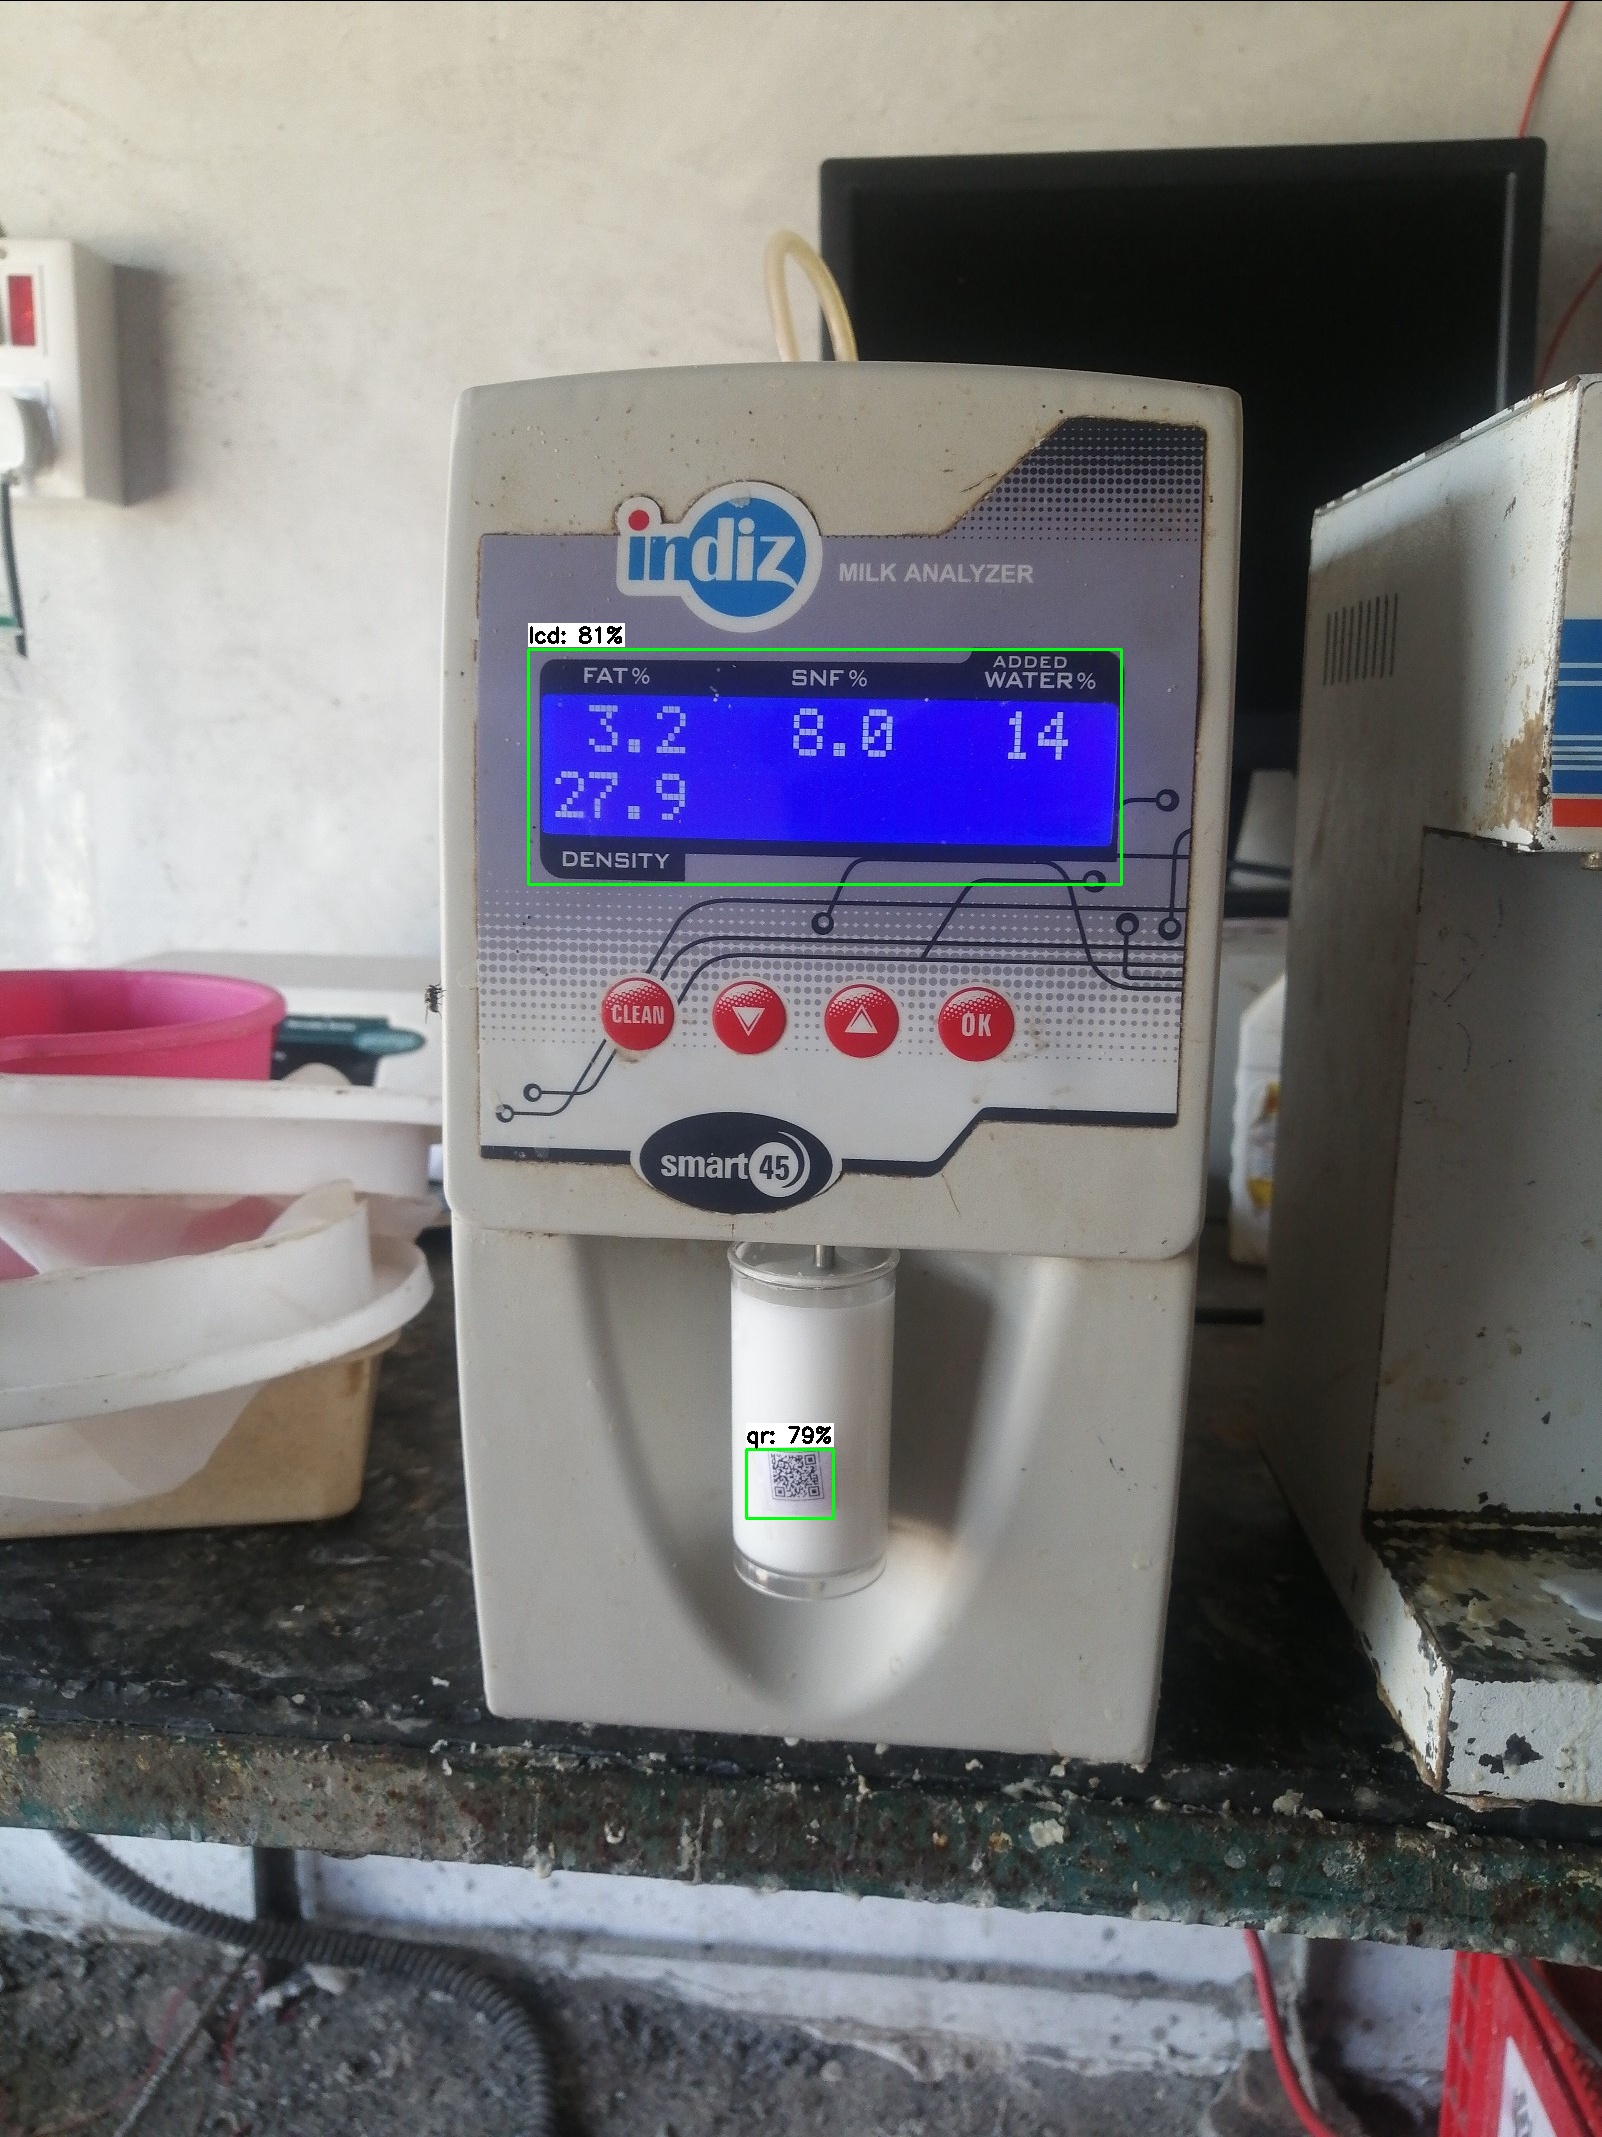 indiz
MILK ANALYZER
lcd: 81%
FAT% SNF% ADDED WATER%
3.2 8.0 14
27.9
DENSITY
CLEAN OK
smart 45
qr: 79%